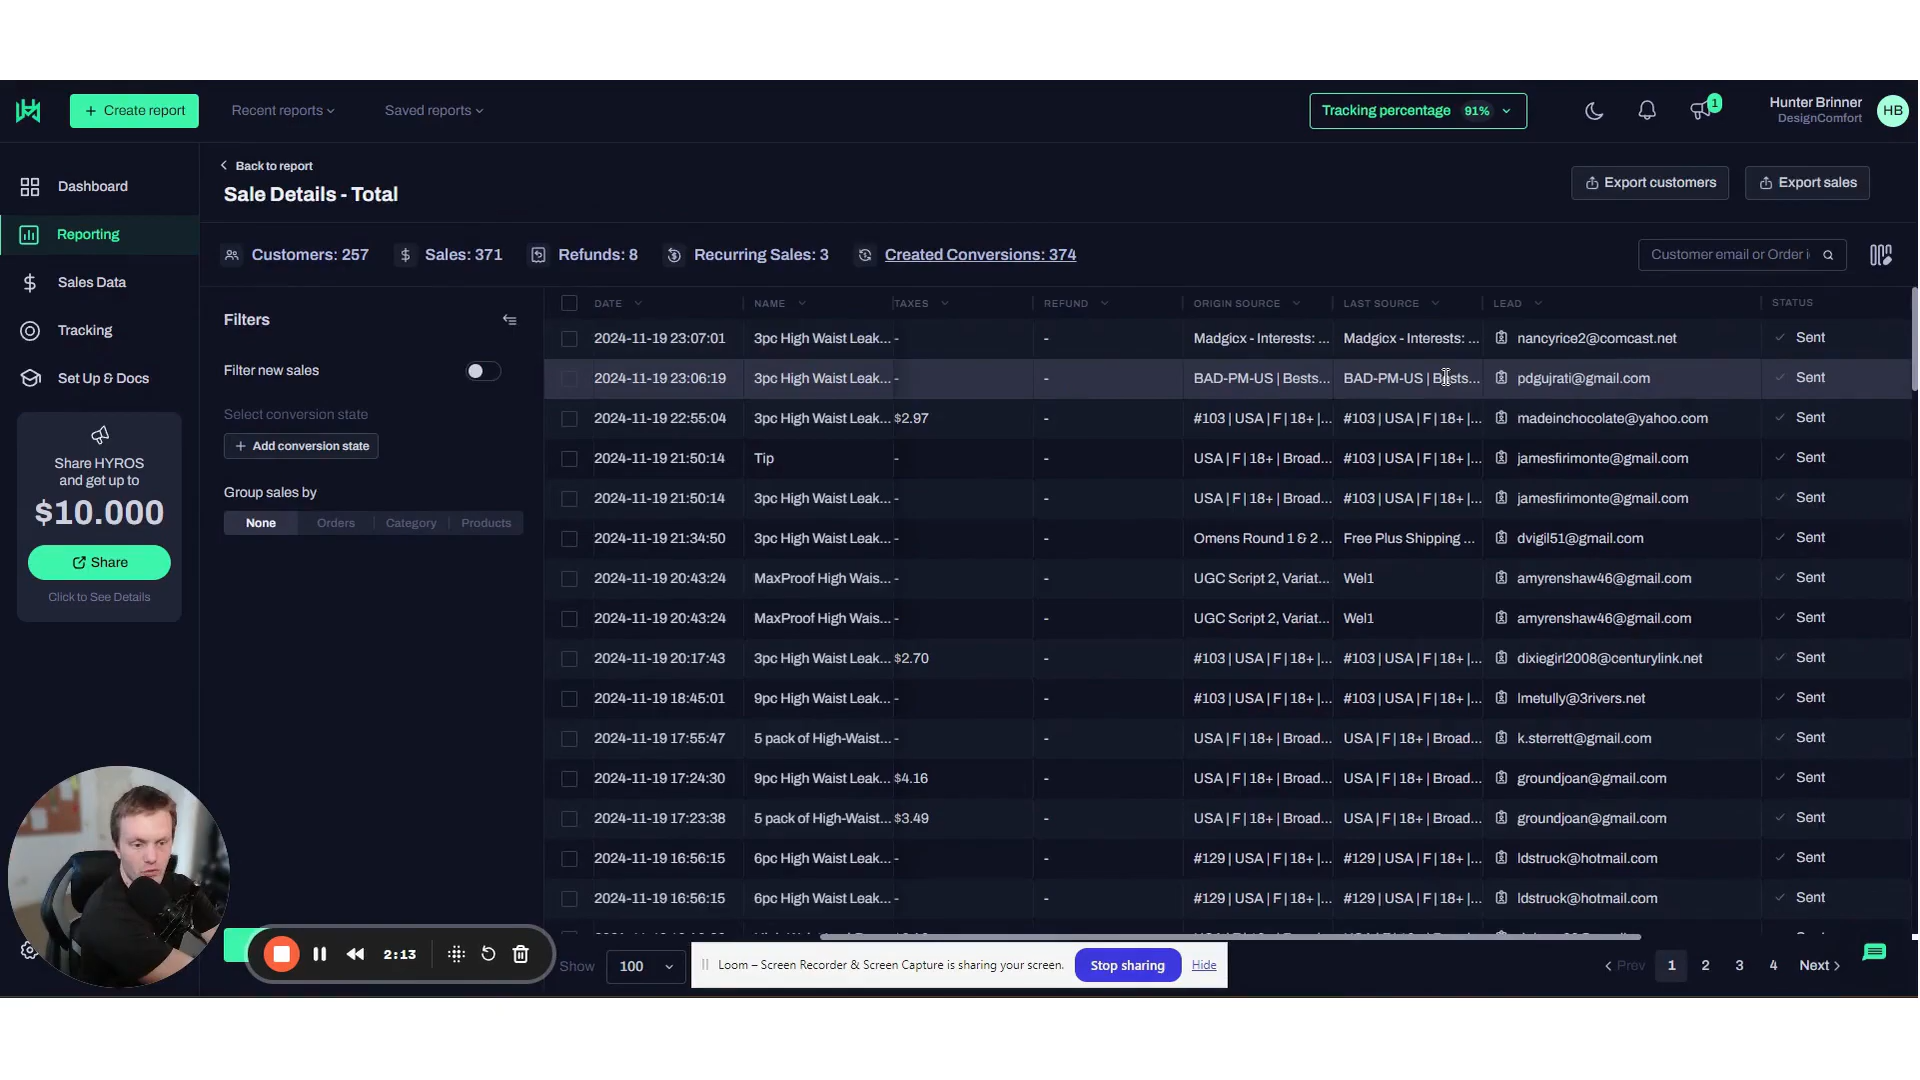 + Create report
Recent reports
Saved reports
Tracking percentage 91%
1
Hunter Brinner
DesignComfort
HB
Dashboard
Reporting
Sales Data
Tracking
Set Up & Docs
Share HYROS
and get up to
$10.000
Share
Click to See Details
Back to report
Sale Details - Total
Export customers
Export sales
Customers: 257
Sales: 371
Refunds: 8
Recurring Sales: 3
Created Conversions: 374
Customer email or Order i
Filters
Filter new sales
Select conversion state
+ Add conversion state
Group sales by
None Orders Category Products
DATE NAME TAXES REFUND ORIGIN SOURCE LAST SOURCE LEAD STATUS
2024-11-19 23:07:01 3pc High Waist Leak... - - Madgicx - Interests: ... Madgicx - Interests: ... nancyrice2@comcast.net Sent
2024-11-19 23:06:19 3pc High Waist Leak... - - BAD-PM-US | Bests... BAD-PM-US | Bests... pdgujrati@gmail.com Sent
2024-11-19 22:55:04 3pc High Waist Leak... $2.97 - #103 | USA | F | 18+ |... #103 | USA | F | 18+ |... madeinchocolate@yahoo.com Sent
2024-11-19 21:50:14 Tip - - USA | F | 18+ | Broad... #103 | USA | F | 18+ |... jamesfirimonte@gmail.com Sent
2024-11-19 21:50:14 3pc High Waist Leak... - - USA | F | 18+ | Broad... #103 | USA | F | 18+ |... jamesfirimonte@gmail.com Sent
2024-11-19 21:34:50 3pc High Waist Leak... - - Omens Round 1 & 2 ... Free Plus Shipping ... dvigil51@gmail.com Sent
2024-11-19 20:43:24 MaxProof High Wais... - - UGC Script 2, Variat... Wel1 amyrenshaw46@gmail.com Sent
2024-11-19 20:43:24 MaxProof High Wais... - - UGC Script 2, Variat... Wel1 amyrenshaw46@gmail.com Sent
2024-11-19 20:17:43 3pc High Waist Leak... $2.70 - #103 | USA | F | 18+ |... #103 | USA | F | 18+ |... dixiegirl2008@centurylink.net Sent
2024-11-19 18:45:01 9pc High Waist Leak... - - #103 | USA | F | 18+ |... #103 | USA | F | 18+ |... lmetully@3rivers.net Sent
2024-11-19 17:55:47 5 pack of High-Waist... - - USA | F | 18+ | Broad... USA | F | 18+ | Broad... k.sterrett@gmail.com Sent
2024-11-19 17:24:30 9pc High Waist Leak... $4.16 - USA | F | 18+ | Broad... USA | F | 18+ | Broad... groundjoan@gmail.com Sent
2024-11-19 17:23:38 5 pack of High-Waist... $3.49 - USA | F | 18+ | Broad... USA | F | 18+ | Broad... groundjoan@gmail.com Sent
2024-11-19 16:56:15 6pc High Waist Leak... - - #129 | USA | F | 18+ |... #129 | USA | F | 18+ |... ldstruck@hotmail.com Sent
2024-11-19 16:56:15 6pc High Waist Leak... - - #129 | USA | F | 18+ |... #129 | USA | F | 18+ |... ldstruck@hotmail.com Sent
2:13
Show 100
Loom – Screen Recorder & Screen Capture is sharing your screen. Stop sharing Hide
Prev 1 2 3 4 Next